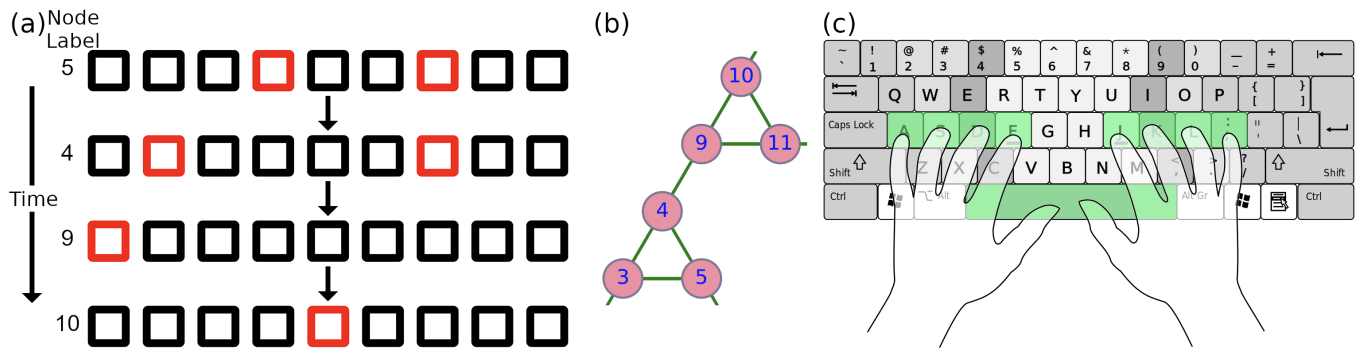 (a) Node
Label
5
4
Time
9
10
(b)
10
9 11
4
3 5
(c)
~ ! @ # $ % ^ & * ( ) — +
` 1 2 3 4 5 6 7 8 9 0 – =
Q W E R T Y U I O P { [ } ]
Caps Lock A S D F G H J K L : ; " ' | \
Shift Z X C V B N M < , > . ? / Shift
Ctrl Alt Alt Gr Ctrl